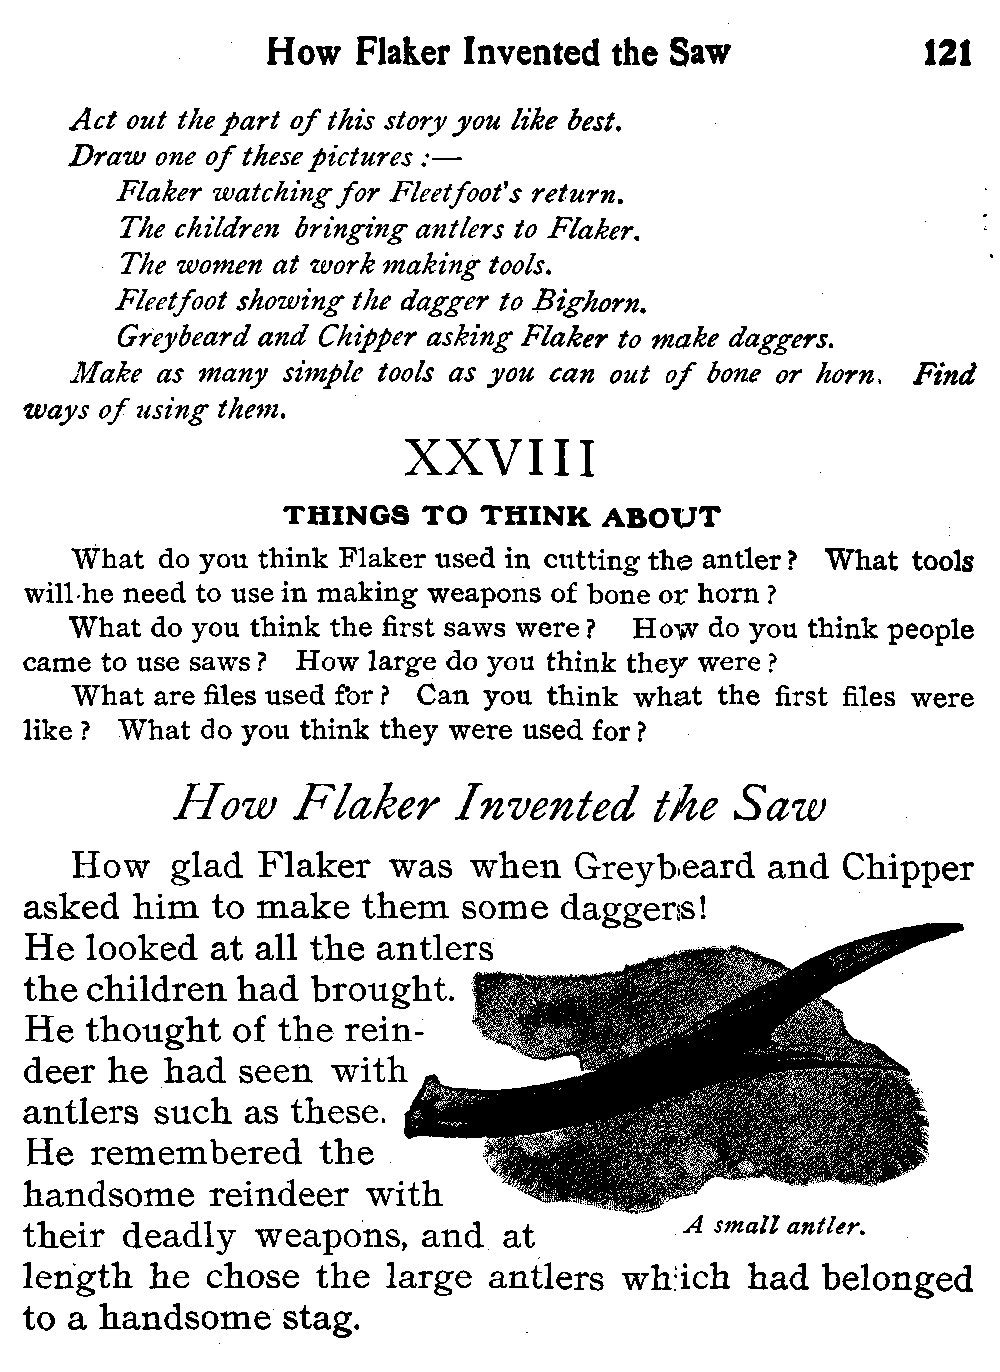 How Flaker Invented the Saw 121
Act out the part of this story you like best.
Draw one of these pictures :—
Flaker watching for Fleetfoot's return.
The children bringing antlers to Flaker.
The women at work making tools.
Fleetfoot showing the dagger to Bighorn.
Greybeard and Chipper asking Flaker to make daggers.
Make as many simple tools as you can out of bone or horn. Find
ways of using them.
XXVIII
THINGS TO THINK ABOUT
What do you think Flaker used in cutting the antler? What tools
will he need to use in making weapons of bone or horn?
What do you think the first saws were? How do you think people
came to use saws? How large do you think they were?
What are files used for? Can you think what the first files were
like? What do you think they were used for?
How Flaker Invented the Saw
How glad Flaker was when Greybeard and Chipper
asked him to make them some daggers!
He looked at all the antlers
the children had brought.
He thought of the rein-
deer he had seen with
antlers such as these.
He remembered the
handsome reindeer with
their deadly weapons, and at
A small antler.
length he chose the large antlers which had belonged
to a handsome stag.